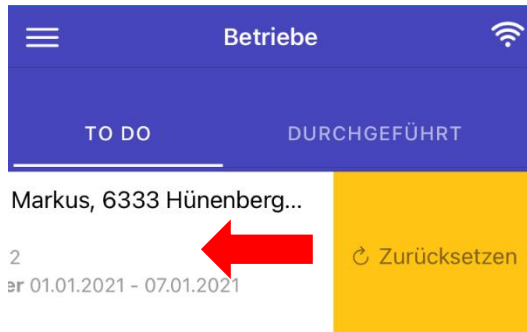 Betriebe
TO DO DURCHGEFÜHRT
Markus, 6333 Hünenberg...
Zurücksetzen
2
er 01.01.2021 - 07.01.2021